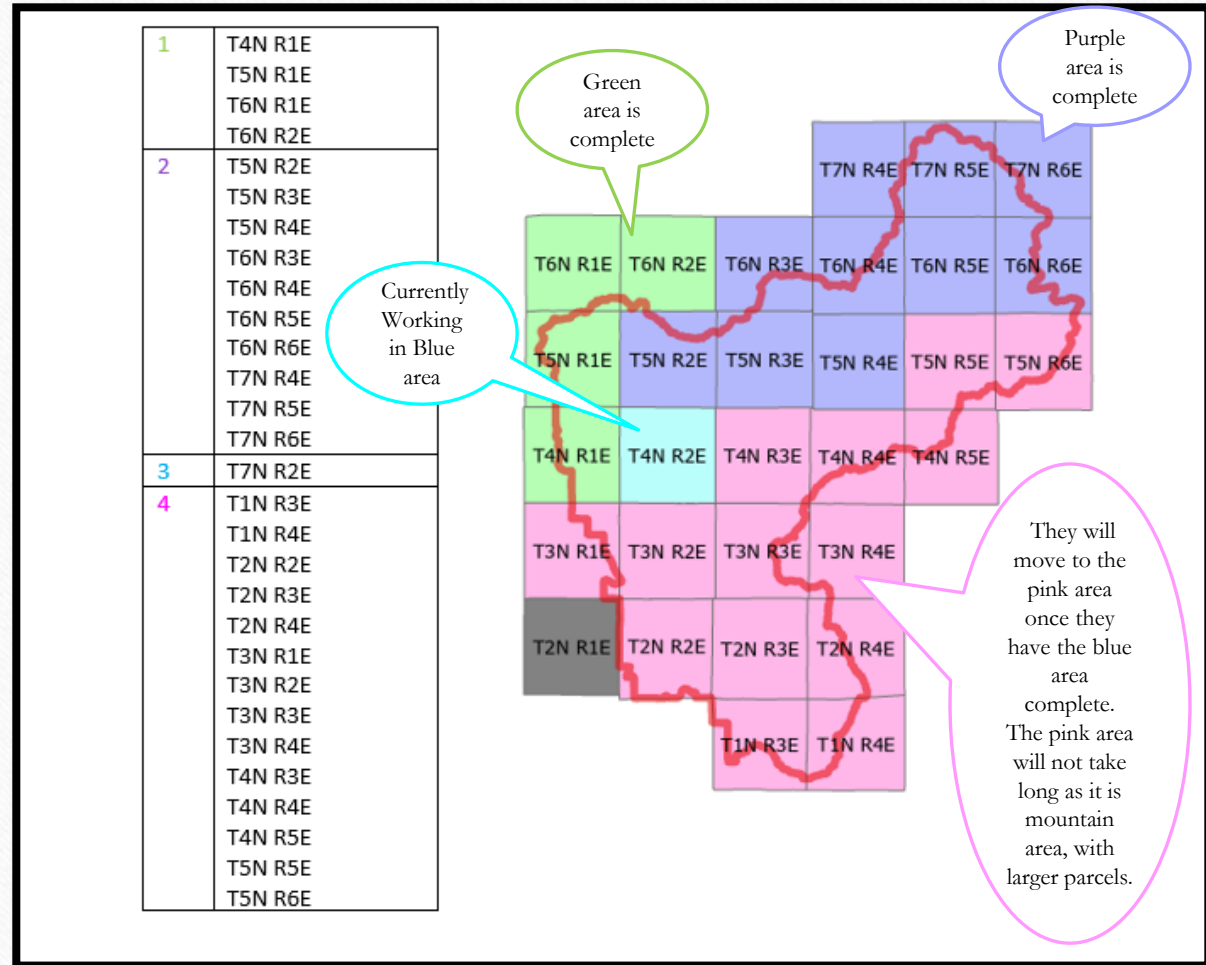 1 T4N R1E
T5N R1E
T6N R1E
T6N R2E
2 T5N R2E
T5N R3E
T5N R4E
T6N R3E
T6N R4E
T6N R5E
T6N R6E
T7N R4E
T7N R5E
T7N R6E
3 T7N R2E
4 T1N R3E
T1N R4E
T2N R2E
T2N R3E
T2N R4E
T3N R1E
T3N R2E
T3N R3E
T3N R4E
T4N R3E
T4N R4E
T4N R5E
T5N R5E
T5N R6E
Green
area is
complete
Purple
area is
complete
Currently
Working
in Blue
area
T7N R4E T7N R5E T7N R6E
T6N R1E T6N R2E T6N R3E T6N R4E T6N R5E T6N R6E
T5N R1E T5N R2E T5N R3E T5N R4E T5N R5E T5N R6E
T4N R1E T4N R2E T4N R3E T4N R4E T4N R5E
T3N R1E T3N R2E T3N R3E T3N R4E
T2N R1E T2N R2E T2N R3E T2N R4E
T1N R3E T1N R4E
They will
move to the
pink area
once they
have the blue
area
complete.
The pink area
will not take
long as it is
mountain
area, with
larger parcels.